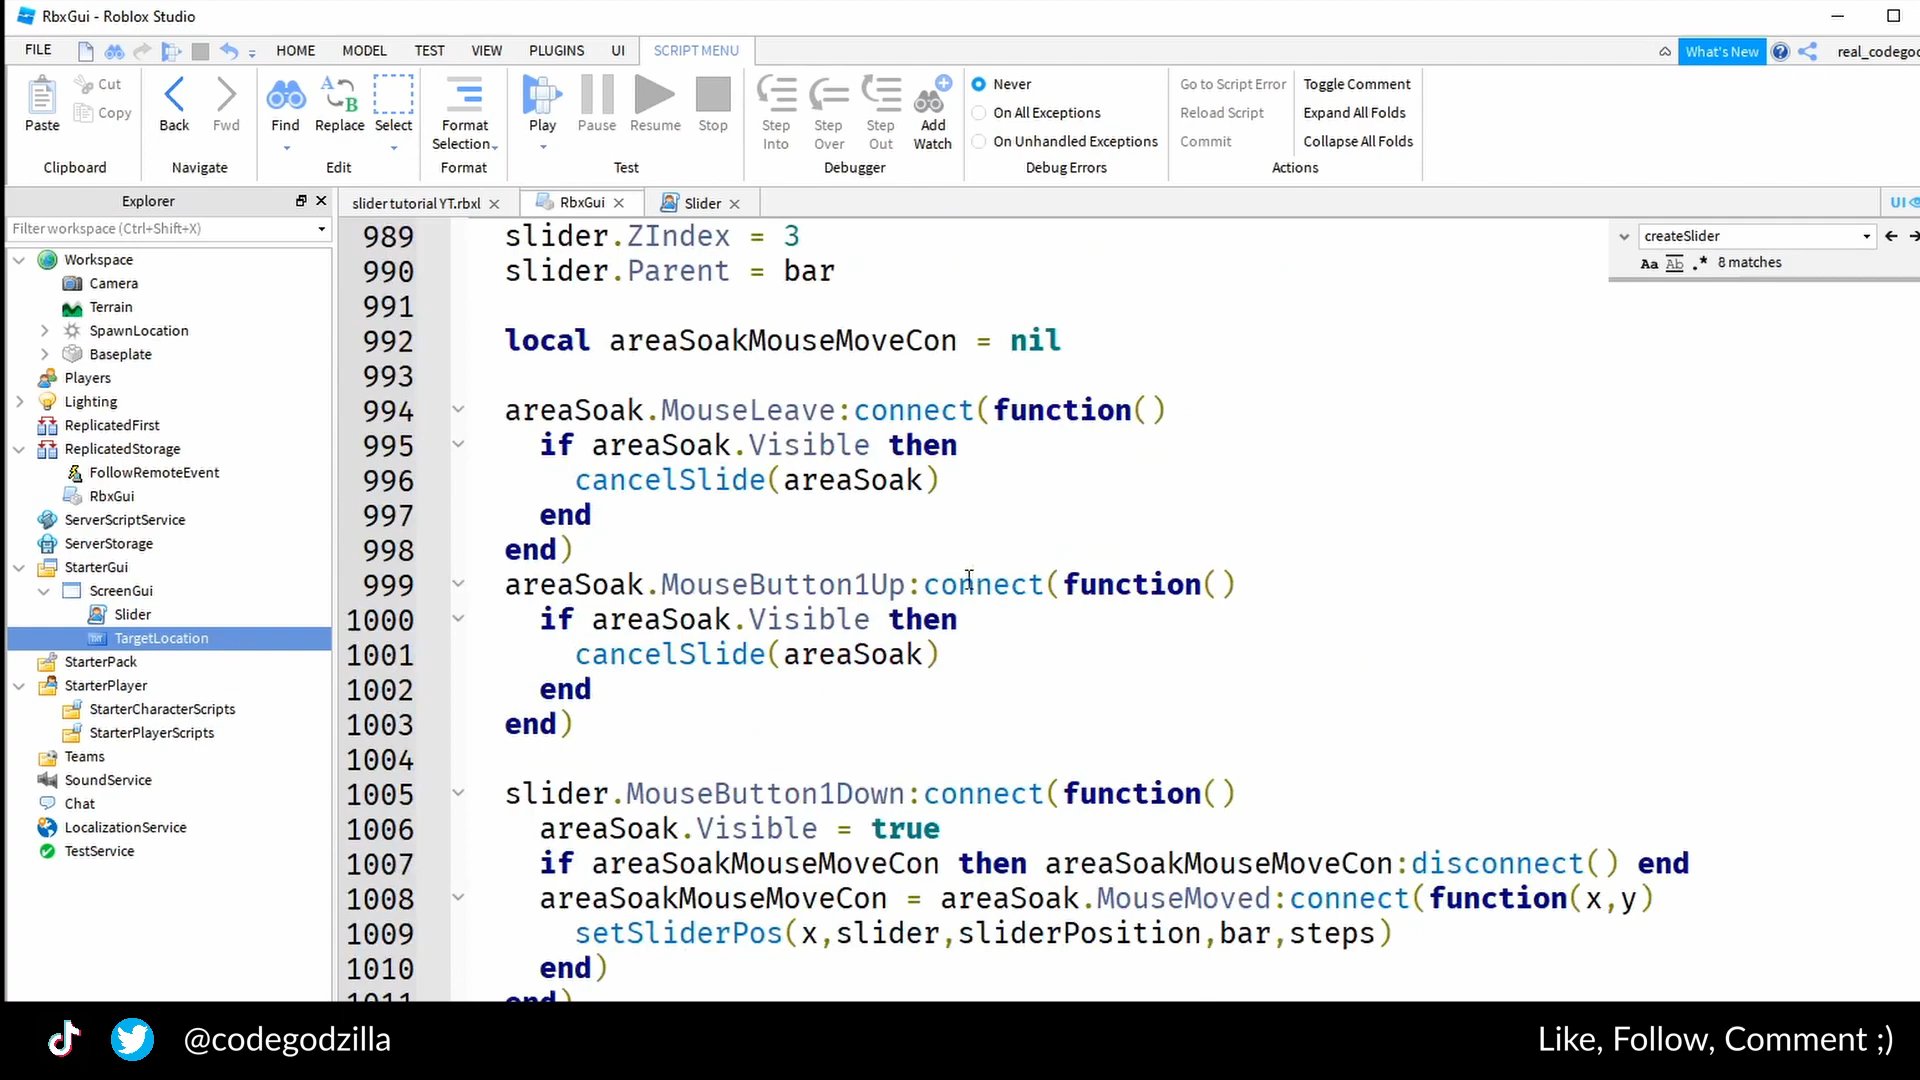 RbxGui - Roblox Studio
FILE HOME MODEL TEST VIEW PLUGINS UI SCRIPT MENU What's New ? real_codego
Paste Cut Copy Clipboard
Back Fwd Navigate
Find Replace Select Edit
Format Selection Format
Play Pause Resume Stop Test
Step Into Step Over Step Out Add Watch Debugger
Never
On All Exceptions
On Unhandled Exceptions
Debug Errors
Go to Script Error Toggle Comment
Reload Script Expand All Folds
Commit Collapse All Folds
Actions
Explorer
Filter workspace (Ctrl+Shift+X)
Workspace
Camera
Terrain
SpawnLocation
Baseplate
Players
Lighting
ReplicatedFirst
ReplicatedStorage
FollowRemoteEvent
RbxGui
ServerScriptService
ServerStorage
StarterGui
ScreenGui
Slider
TargetLocation
StarterPack
StarterPlayer
StarterCharacterScripts
StarterPlayerScripts
Teams
SoundService
Chat
LocalizationService
TestService
slider tutorial YT.rbxl RbxGui Slider UI
createSlider
Aa Ab .* 8 matches
989 slider.ZIndex = 3
990 slider.Parent = bar
991
992 local areaSoakMouseMoveCon = nil
993
994 areaSoak.MouseLeave:connect(function()
995 if areaSoak.Visible then
996 cancelSlide(areaSoak)
997 end
998 end)
999 areaSoak.MouseButton1Up:connect(function()
1000 if areaSoak.Visible then
1001 cancelSlide(areaSoak)
1002 end
1003 end)
1004
1005 slider.MouseButton1Down:connect(function()
1006 areaSoak.Visible = true
1007 if areaSoakMouseMoveCon then areaSoakMouseMoveCon:disconnect() end
1008 areaSoakMouseMoveCon = areaSoak.MouseMoved:connect(function(x,y)
1009 setSliderPos(x,slider,sliderPosition,bar,steps)
1010 end)
1011 end)
@codegodzilla
Like, Follow, Comment ;)